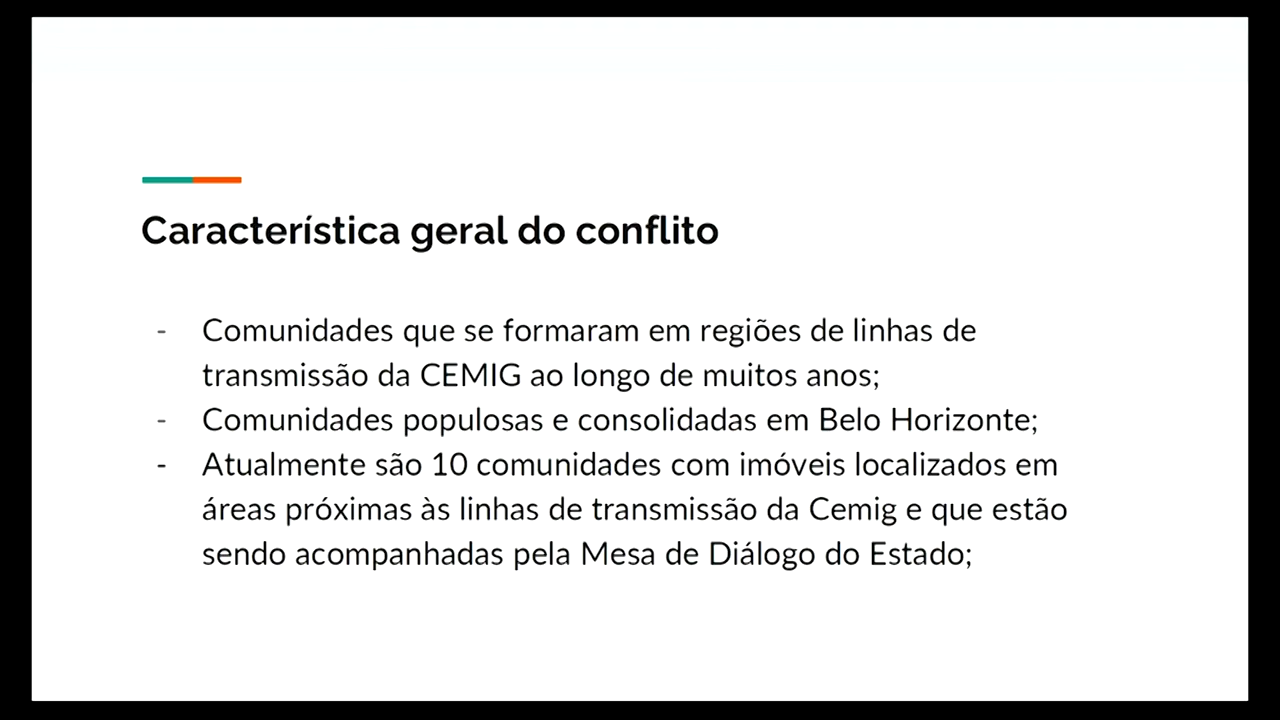 Característica geral do conflito
- Comunidades que se formaram em regiões de linhas de
transmissão da CEMIG ao longo de muitos anos;
- Comunidades populosas e consolidadas em Belo Horizonte;
- Atualmente são 10 comunidades com imóveis localizados em
áreas próximas às linhas de transmissão da Cemig e que estão
sendo acompanhadas pela Mesa de Diálogo do Estado;